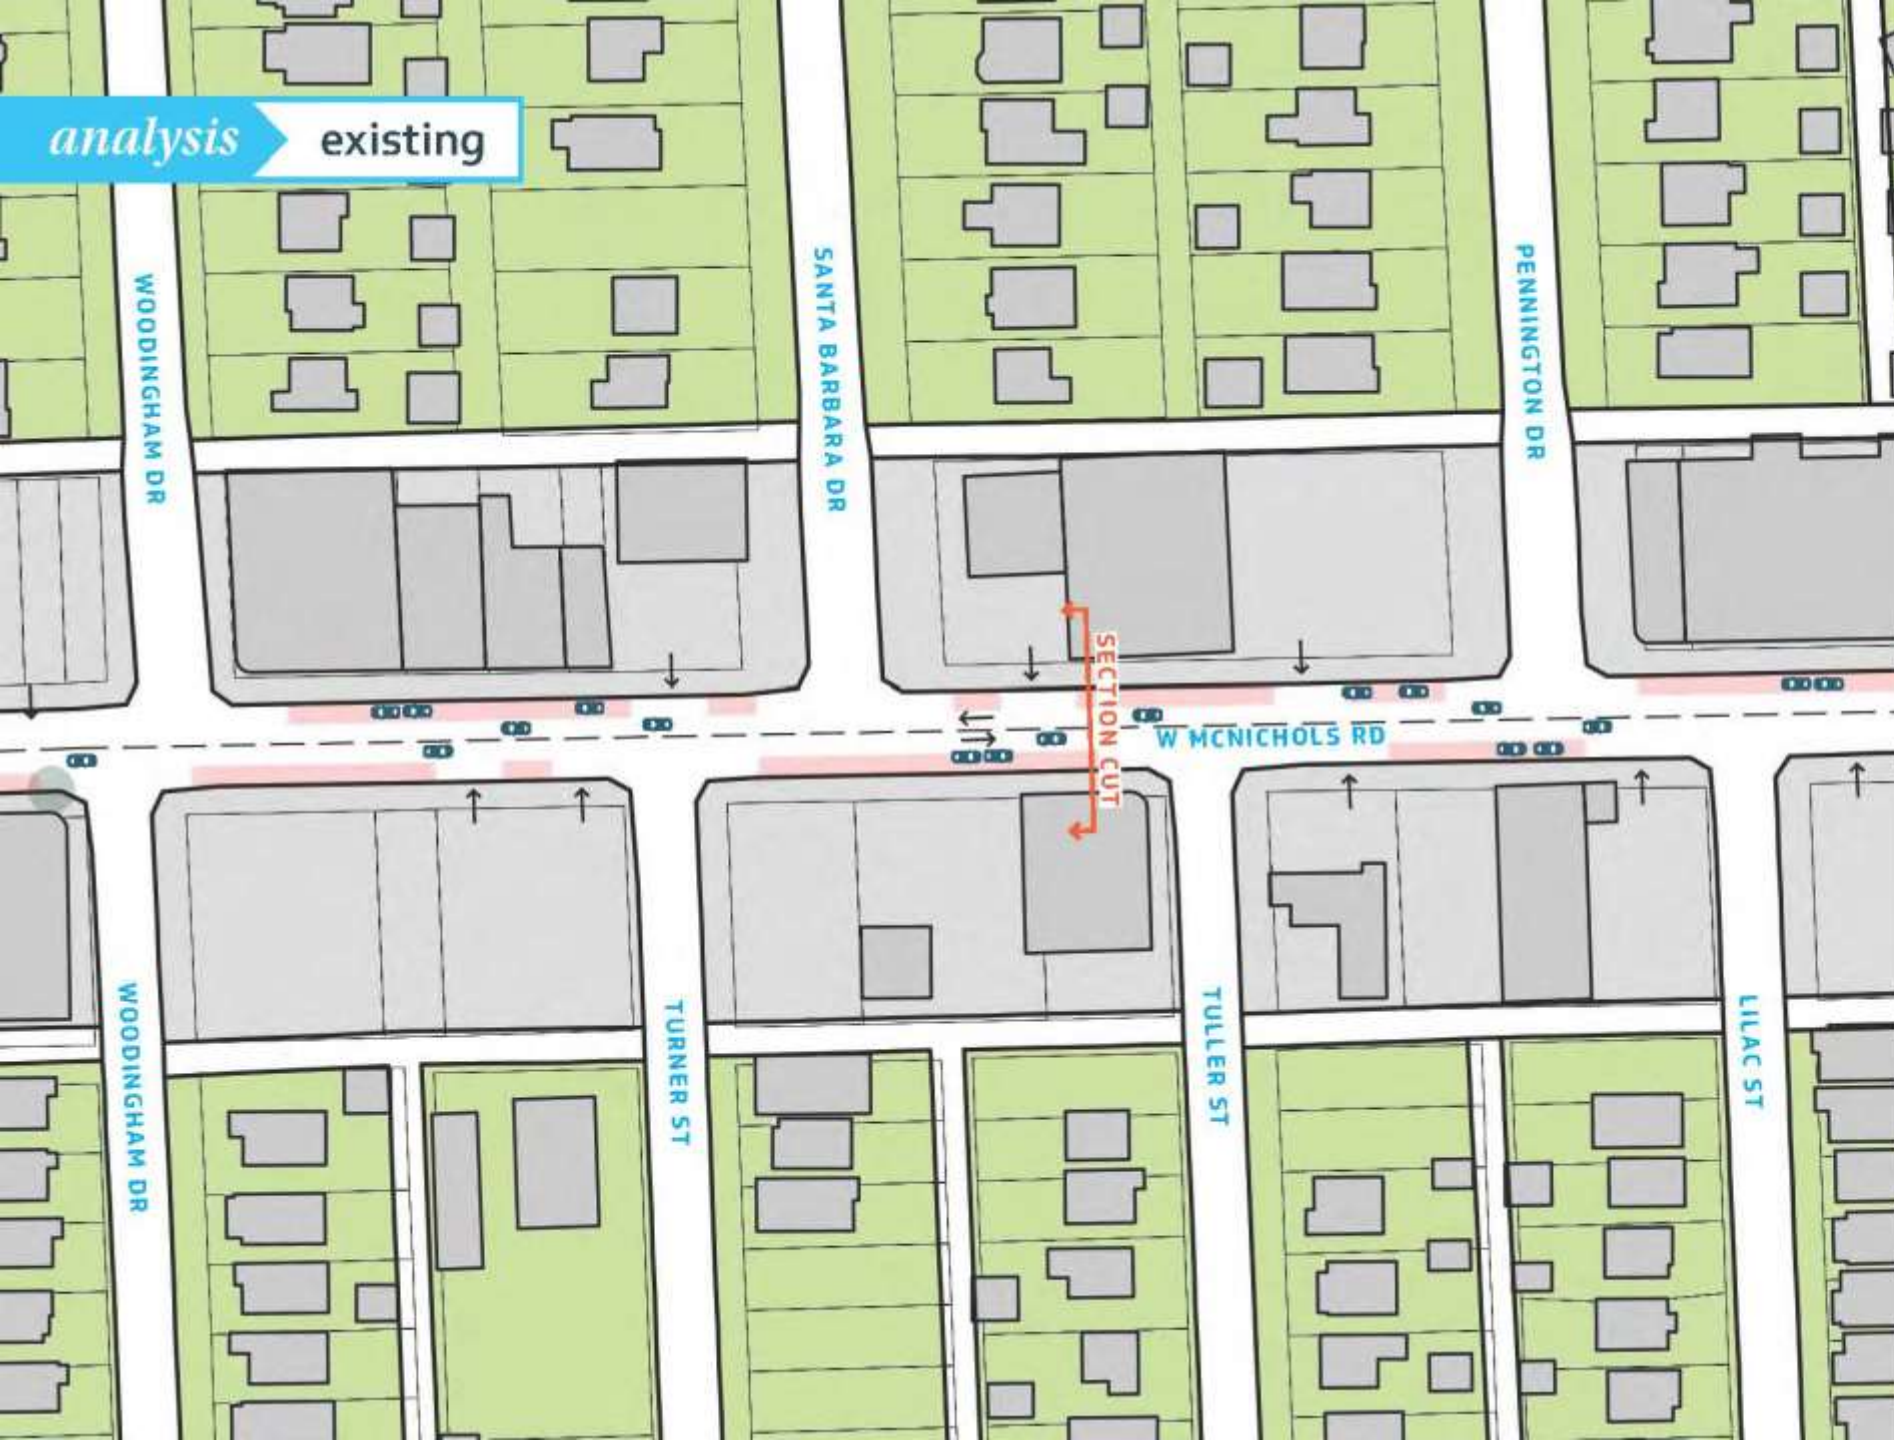 analysis
existing
WOODINGHAM DR
SANTA BARBARA DR
PENNINGTON DR
SECTION CUT
W MCNICHOLS RD
WOODINGHAM DR
TURNER ST
TULLER ST
LILAC ST